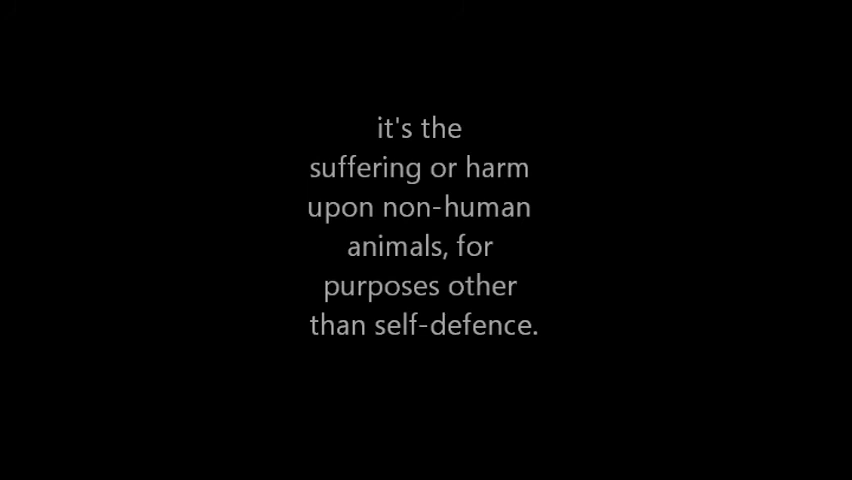 it's the
suffering or harm
upon non-human
animals, for
purposes other
than self-defence.